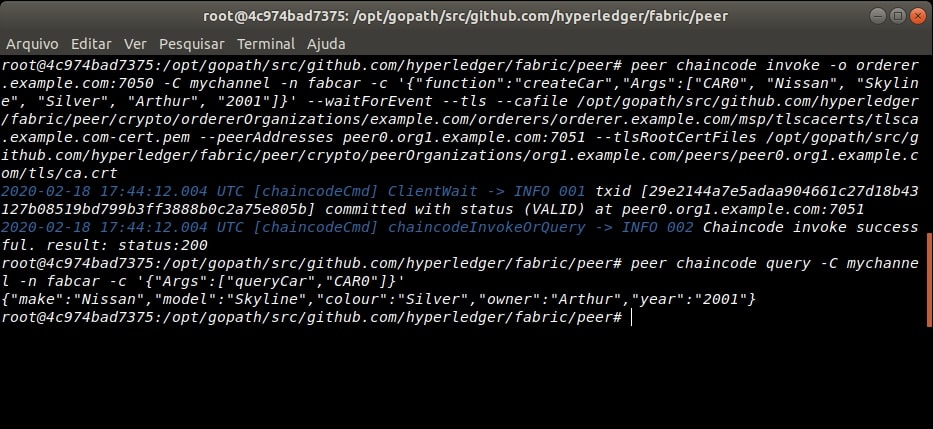 root@4c974bad7375: /opt/gopath/src/github.com/hyperledger/fabric/peer
Arquivo Editar Ver Pesquisar Terminal Ajuda
root@4c974bad7375:/opt/gopath/src/github.com/hyperledger/fabric/peer# peer chaincode invoke -o orderer
.example.com:7050 -C mychannel -n fabcar -c '{"function":"createCar","Args":["CAR0", "Nissan", "Skylin
e", "Silver", "Arthur", "2001"]}' --waitForEvent --tls --cafile /opt/gopath/src/github.com/hyperledger
/fabric/peer/crypto/ordererOrganizations/example.com/orderers/orderer.example.com/msp/tlscacerts/tlsca
.example.com-cert.pem --peerAddresses peer0.org1.example.com:7051 --tlsRootCertFiles /opt/gopath/src/g
ithub.com/hyperledger/fabric/peer/crypto/peerOrganizations/org1.example.com/peers/peer0.org1.example.c
om/tls/ca.crt
2020-02-18 17:44:12.004 UTC [chaincodeCmd] ClientWait -> INFO 001 txid [29e2144a7e5adaa904661c27d18b43
127b08519bd799b3ff3888b0c2a75e805b] committed with status (VALID) at peer0.org1.example.com:7051
2020-02-18 17:44:12.004 UTC [chaincodeCmd] chaincodeInvokeOrQuery -> INFO 002 Chaincode invoke success
ful. result: status:200
root@4c974bad7375:/opt/gopath/src/github.com/hyperledger/fabric/peer# peer chaincode query -C mychanne
l -n fabcar -c '{"Args":["queryCar","CAR0"]}'
{"make":"Nissan","model":"Skyline","colour":"Silver","owner":"Arthur","year":"2001"}
root@4c974bad7375:/opt/gopath/src/github.com/hyperledger/fabric/peer#